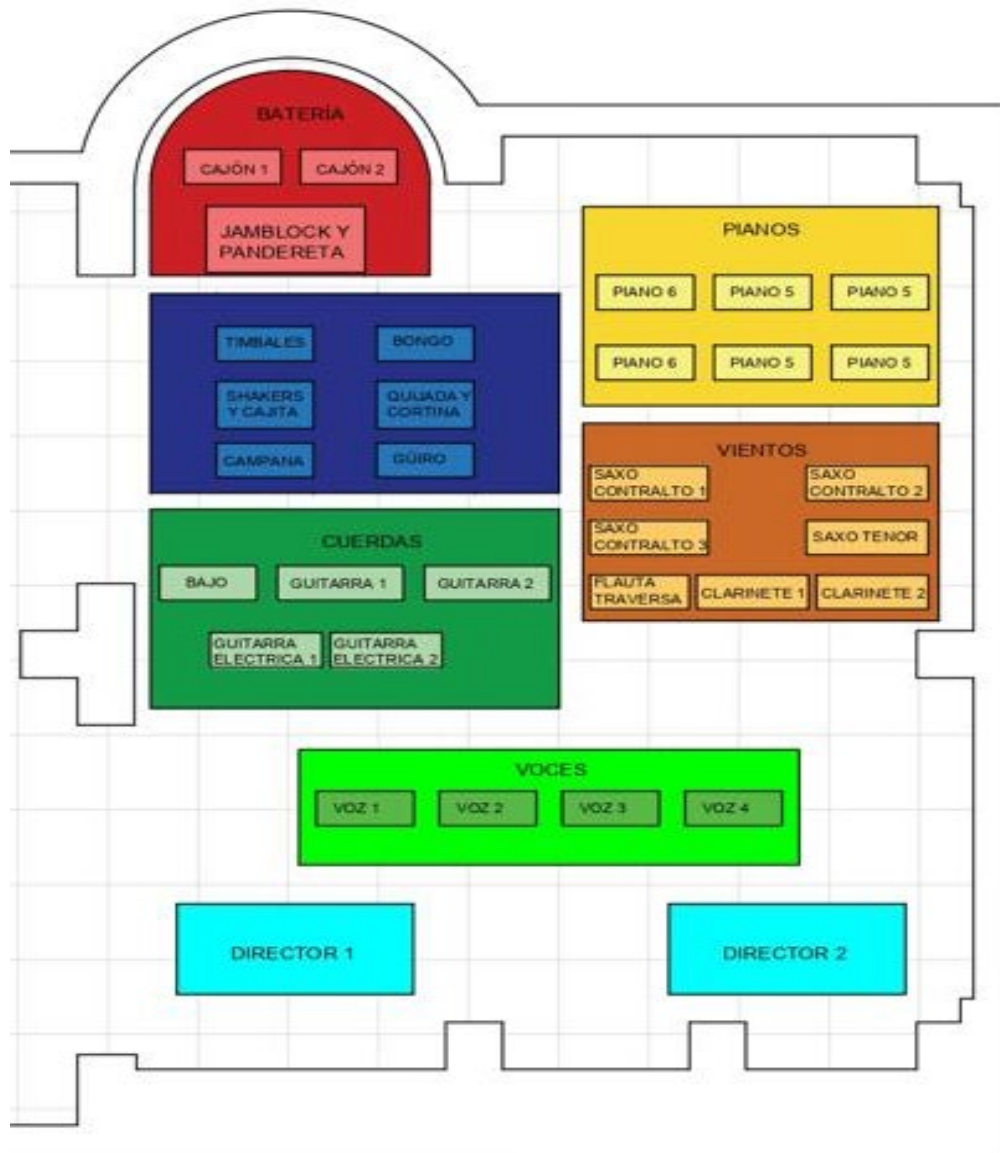 BATERÍA
CAJÓN 1
CAJÓN 2
JAMBLOCK Y
PANDERETA
TIMBALES
BONGO
SHAKERS
Y CAJITA
QUIJADA Y
CORTINA
CAMPANA
GÜIRO
CUERDAS
BAJO
GUITARRA 1
GUITARRA 2
GUITARRA
ELECTRICA 1
GUITARRA
ELECTRICA 2
PIANOS
PIANO 6
PIANO 5
PIANO 5
PIANO 6
PIANO 5
PIANO 5
VIENTOS
SAXO
CONTRALTO 1
SAXO
CONTRALTO 2
SAXO
CONTRALTO 3
SAXO TENOR
FLAUTA
TRAVERSA
CLARINETE 1
CLARINETE 2
VOCES
VOZ 1
VOZ 2
VOZ 3
VOZ 4
DIRECTOR 1
DIRECTOR 2